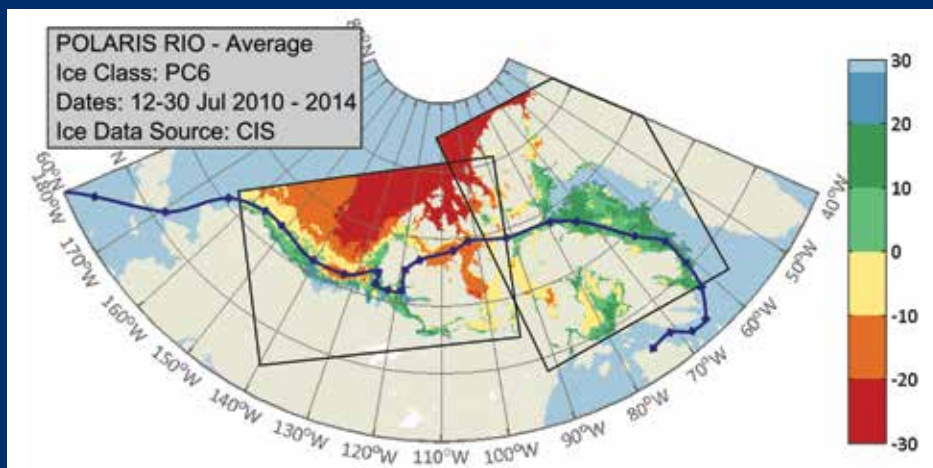 POLARIS RIO - Average
Ice Class: PC6
Dates: 12-30 Jul 2010 - 2014
Ice Data Source: CIS
60°N
180°W
170°W
160°W
150°W
140°W
130°W
120°W
110°W
100°W
90°W
80°W
70°W
60°W
50°W
40°W
30
20
10
0
-10
-20
-30